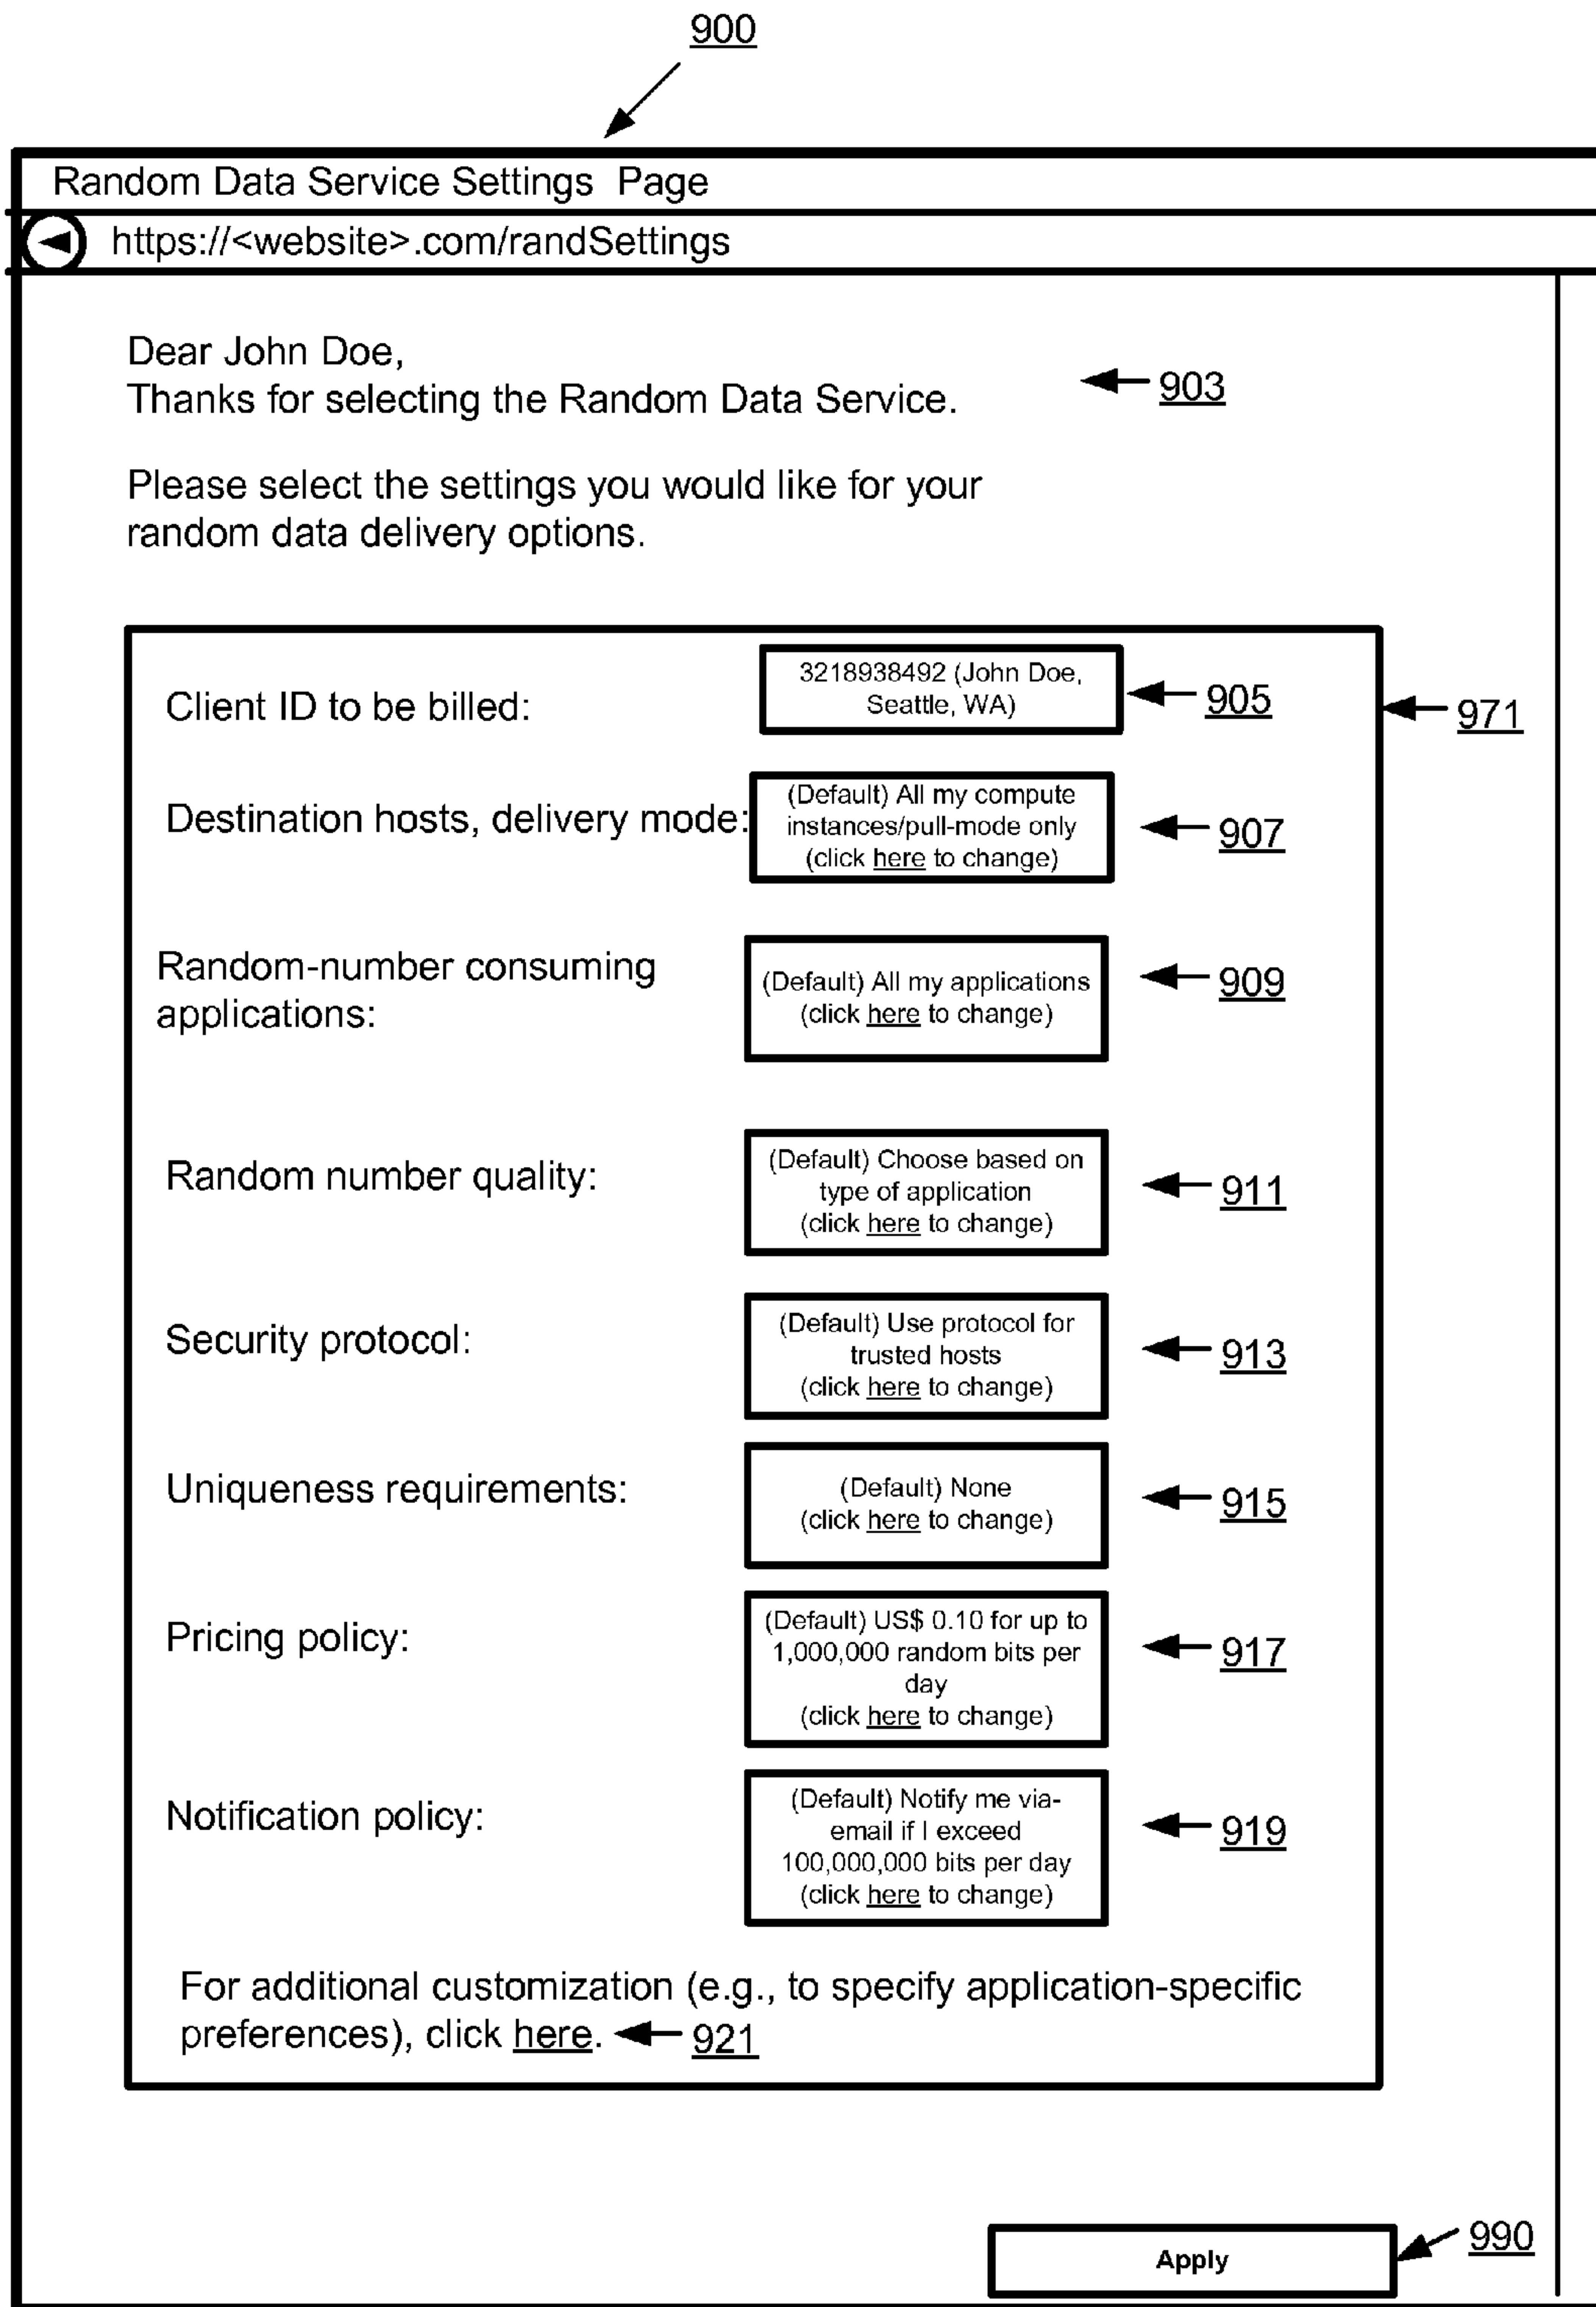 900
Random Data Service Settings Page
https://<website>.com/randSettings
Dear John Doe,
Thanks for selecting the Random Data Service.
903
Please select the settings you would like for your
random data delivery options.
Client ID to be billed:
3218938492 (John Doe,
Seattle, WA)
905
971
Destination hosts, delivery mode:
(Default) All my compute
instances/pull-mode only
(click here to change)
907
Random-number consuming
applications:
(Default) All my applications
(click here to change)
909
Random number quality:
(Default) Choose based on
type of application
(click here to change)
911
Security protocol:
(Default) Use protocol for
trusted hosts
(click here to change)
913
Uniqueness requirements:
(Default) None
(click here to change)
915
Pricing policy:
(Default) US$ 0.10 for up to
1,000,000 random bits per
day
(click here to change)
917
Notification policy:
(Default) Notify me via-
email if I exceed
100,000,000 bits per day
(click here to change)
919
For additional customization (e.g., to specify application-specific
preferences), click here.
921
Apply
990